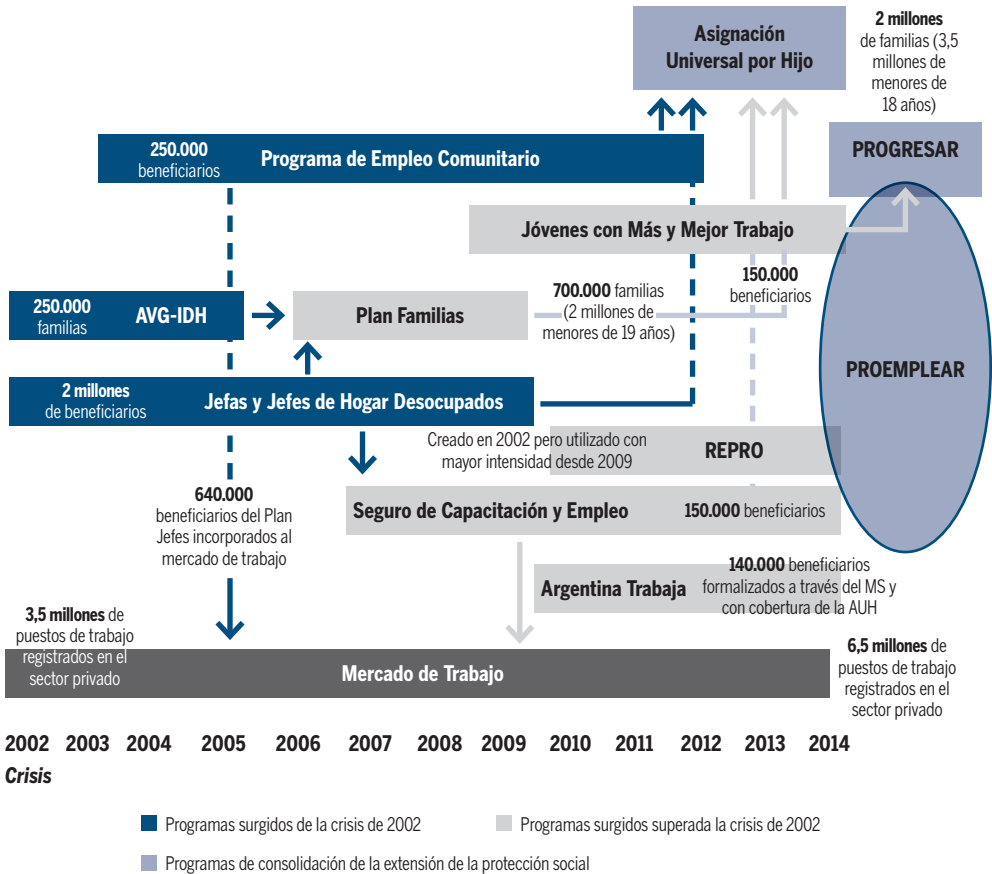 Asignación
Universal por Hijo
2 millones
de familias (3,5
millones de
menores de
18 años)
250.000
beneficiarios
Programa de Empleo Comunitario
PROGRESAR
Jóvenes con Más y Mejor Trabajo
250.000
familias
AVG-IDH
Plan Familias
700.000 familias
(2 millones de
menores de 19 años)
150.000
beneficiarios
PROEMPLEAR
2 millones
de beneficiarios
Jefas y Jefes de Hogar Desocupados
Creado en 2002 pero utilizado con
mayor intensidad desde 2009
REPRO
640.000
beneficiarios del Plan
Jefes incorporados al
mercado de trabajo
Seguro de Capacitación y Empleo
150.000 beneficiarios
Argentina Trabaja
140.000 beneficiarios
formalizados a través del MS y
con cobertura de la AUH
3,5 millones de
puestos de trabajo
registrados en el
sector privado
Mercado de Trabajo
6,5 millones de
puestos de trabajo
registrados en el
sector privado
2002 2003 2004 2005 2006 2007 2008 2009 2010 2011 2012 2013 2014
Crisis
Programas surgidos de la crisis de 2002
Programas surgidos superada la crisis de 2002
Programas de consolidación de la extensión de la protección social